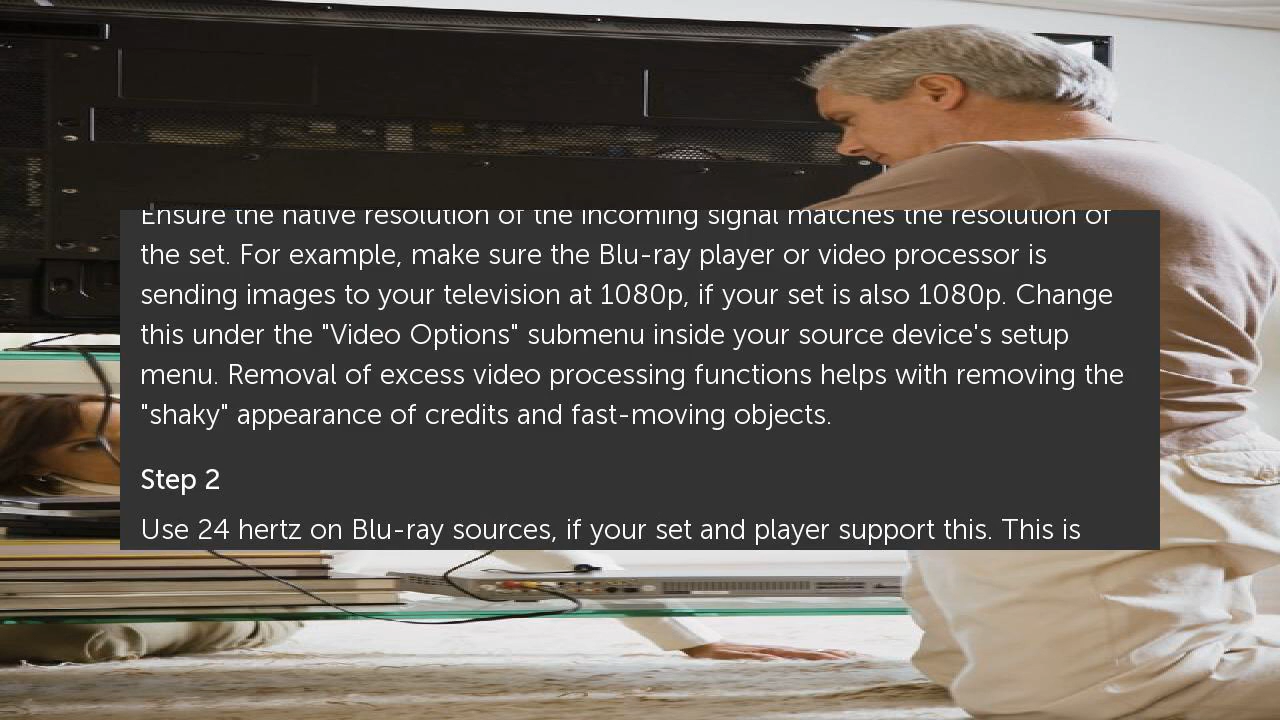 Ensure the native resolution of the incoming signal matches the resolution of
the set. For example, make sure the Blu-ray player or video processor is
sending images to your television at 1080p, if your set is also 1080p. Change
this under the "Video Options" submenu inside your source device's setup
menu. Removal of excess video processing functions helps with removing the
"shaky" appearance of credits and fast-moving objects.
Step 2
Use 24 hertz on Blu-ray sources, if your set and player support this. This is